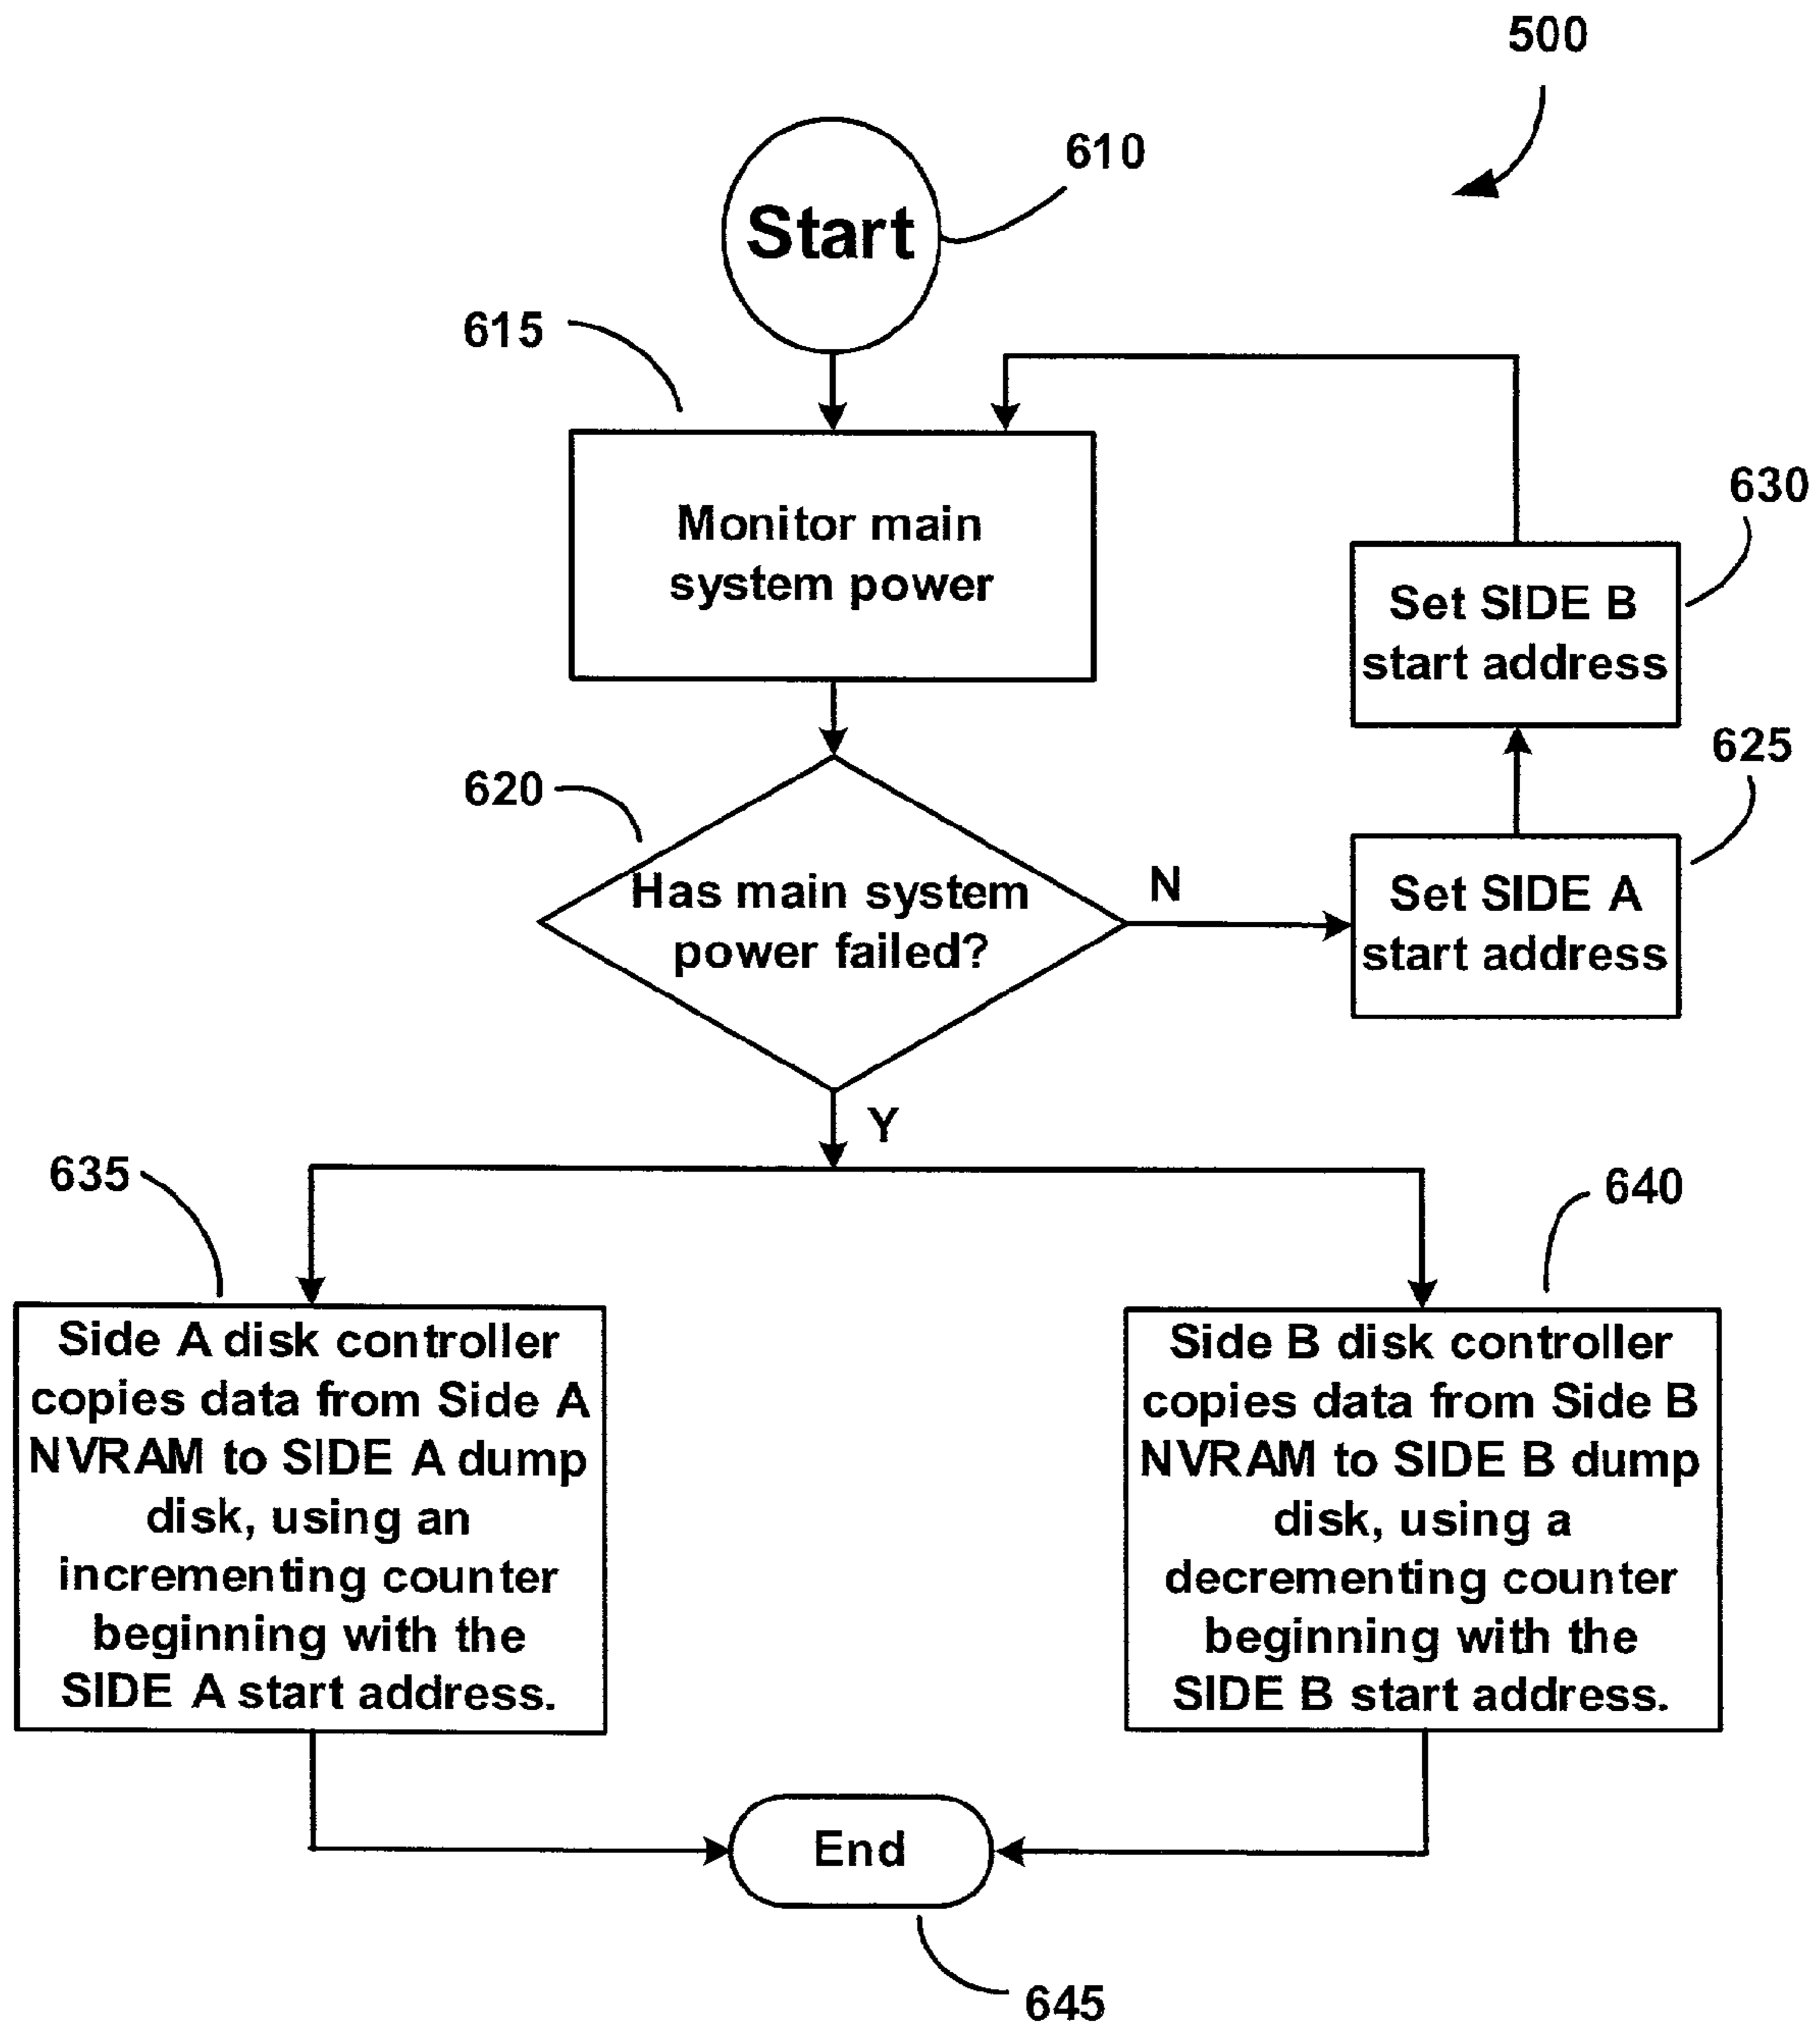 500
610
Start
615
Monitor main
system power
630
Set SIDE B
start address
625
620
Has main system
power failed?
N
Set SIDE A
start address
Y
635
640
Side A disk controller
copies data from Side A
NVRAM to SIDE A dump
disk, using an
incrementing counter
beginning with the
SIDE A start address.
Side B disk controller
copies data from Side B
NVRAM to SIDE B dump
disk, using a
decrementing counter
beginning with the
SIDE B start address.
End
645